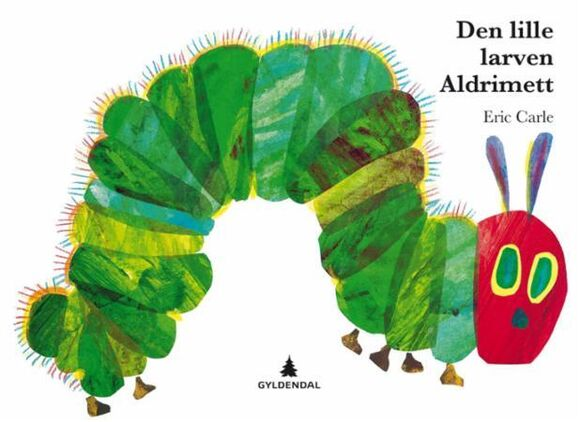 Den lille
larven
Aldrimett
Eric Carle
GYLDENDAL